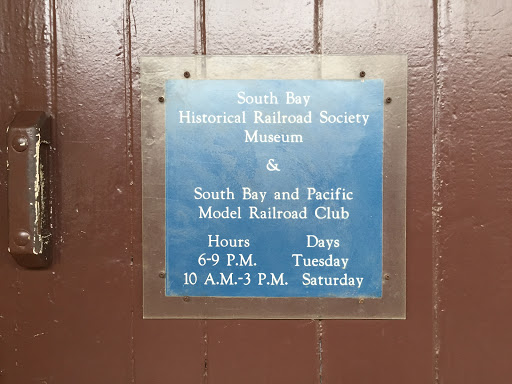 South Bay
Historical Railroad Society
Museum
&
South Bay and Pacific
Model Railroad Club
Hours Days
6-9 P.M. Tuesday
10 A.M.-3 P.M. Saturday